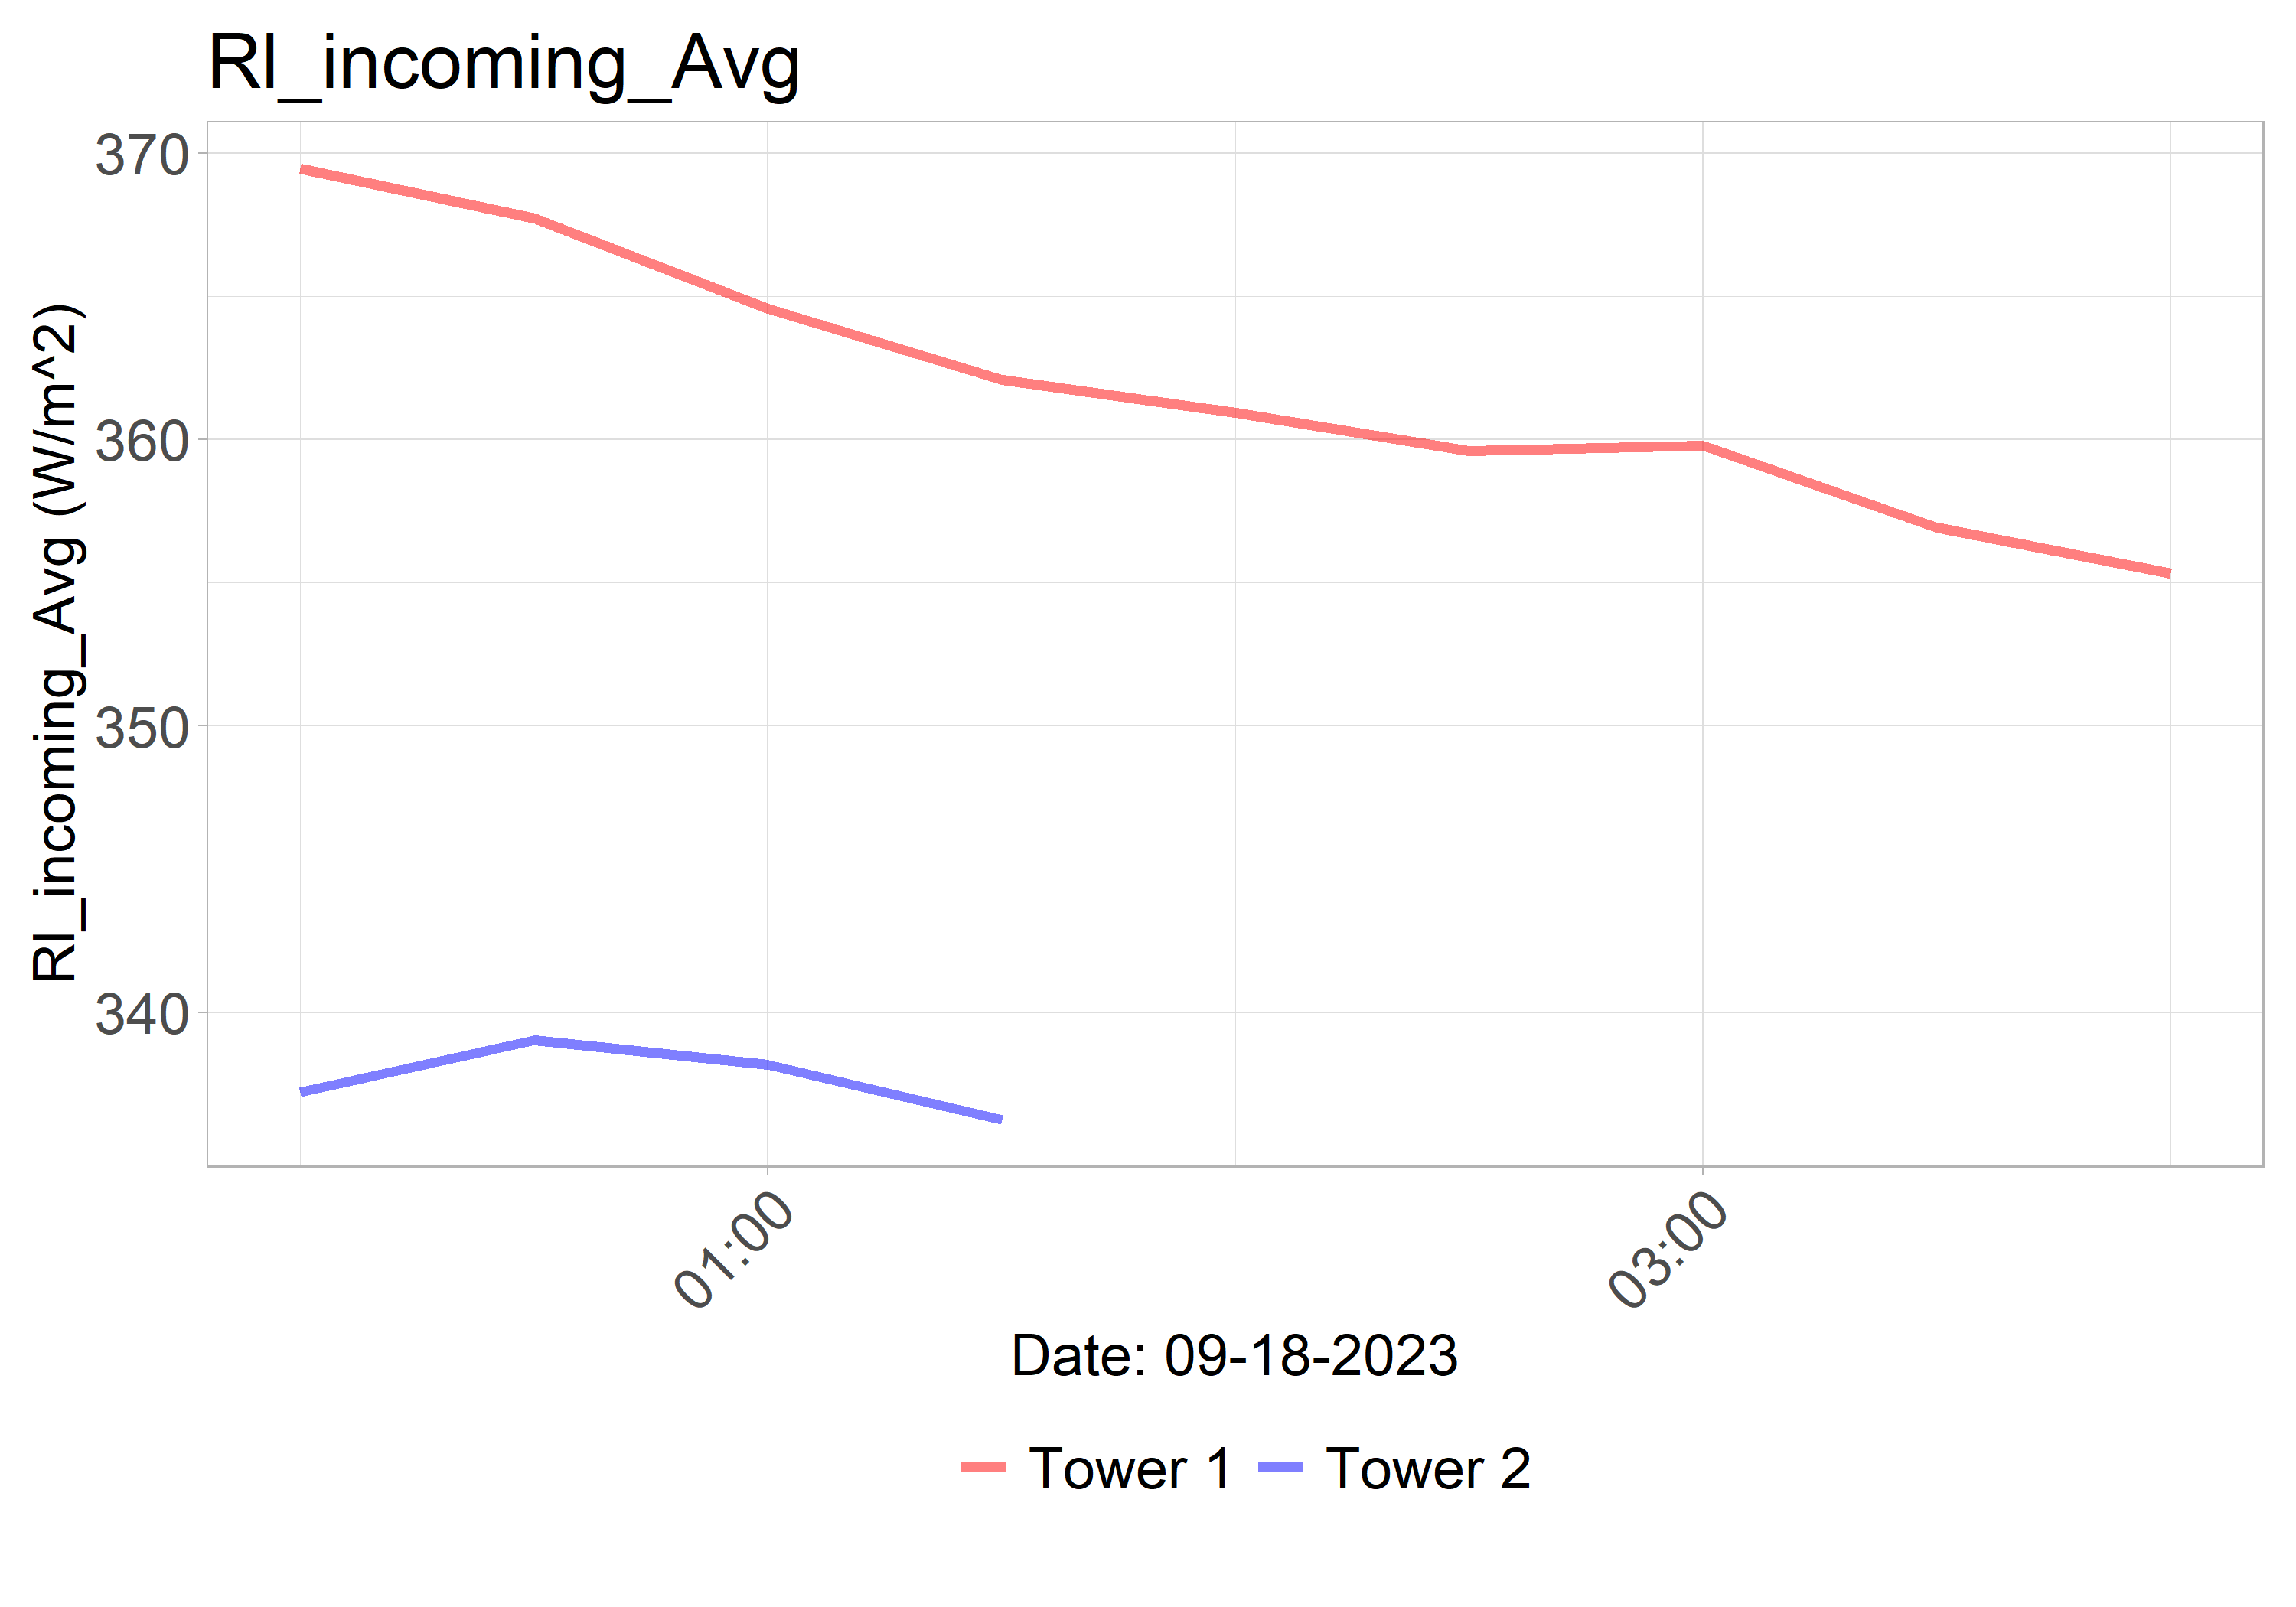 Rl_incoming_Avg
Rl_incoming_Avg (W/m^2)
370
360
350
340
01:00
03:00
Date: 09-18-2023
Tower 1
Tower 2